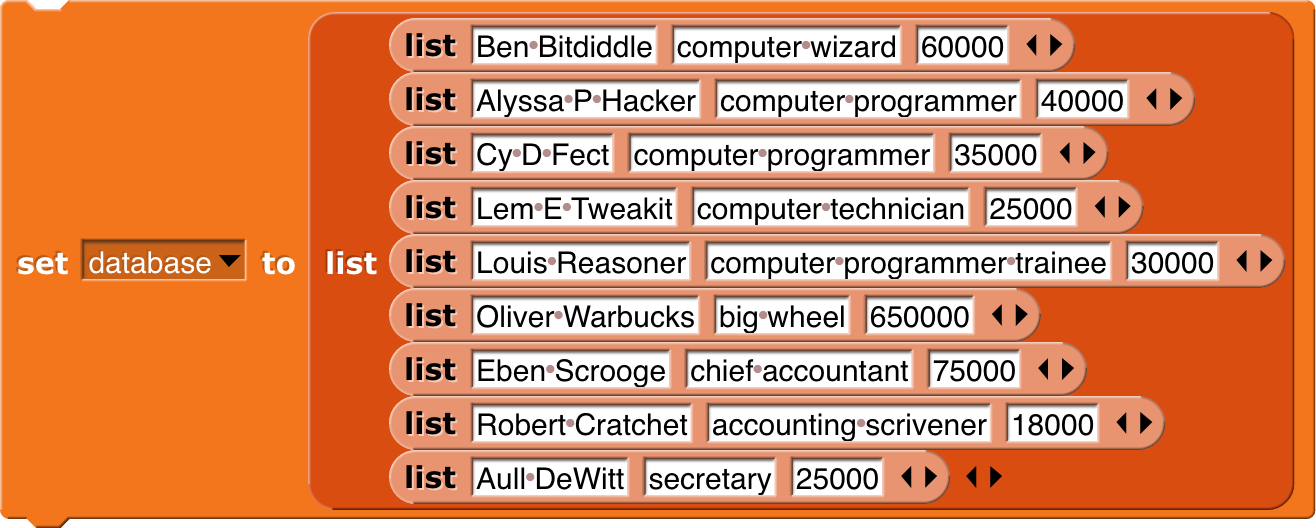 list Ben Bitdiddle computer wizard 60000
list Alyssa P Hacker computer programmer 40000
list Cy D Fect computer programmer 35000
list Lem E Tweakit computer technician 25000
set database to list list Louis Reasoner computer programmer trainee 30000
list Oliver Warbucks big wheel 650000
list Eben Scrooge chief accountant 75000
list Robert Cratchet accounting scrivener 18000
list Aull DeWitt secretary 25000